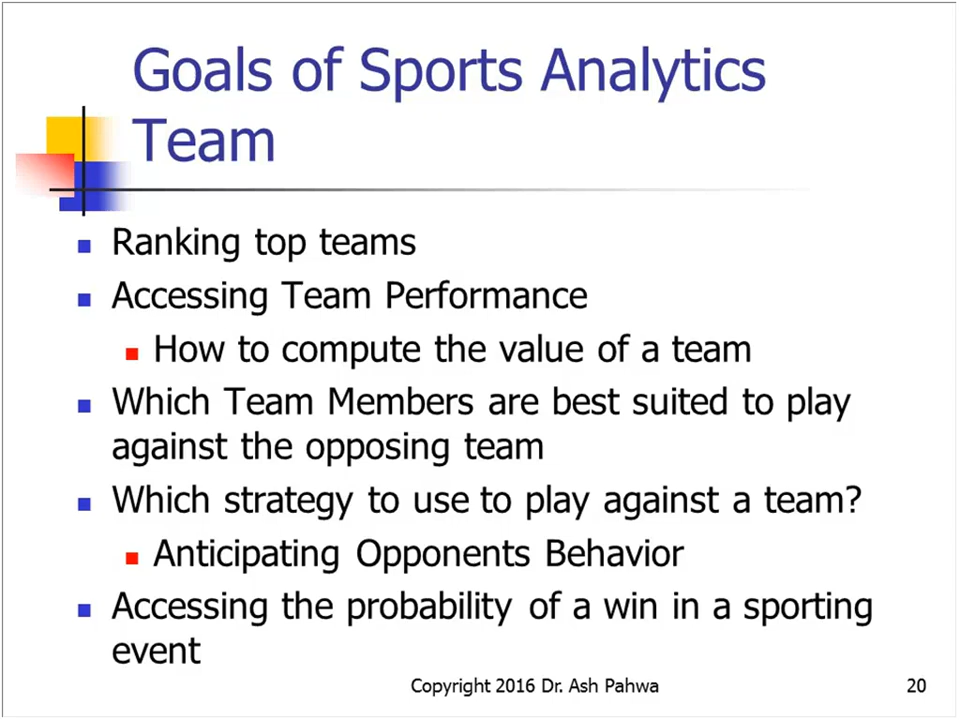 Goals of Sports Analytics
Team
Ranking top teams
Accessing Team Performance
How to compute the value of a team
Which Team Members are best suited to play
against the opposing team
Which strategy to use to play against a team?
Anticipating Opponents Behavior
Accessing the probability of a win in a sporting
event
Copyright 2016 Dr. Ash Pahwa
20